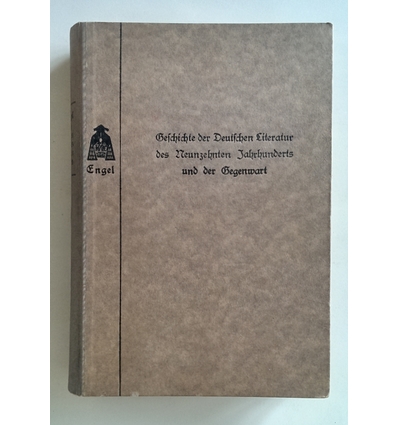 Engel
Geschichte der Deutschen Literatur
des Neunzehnten Jahrhunderts
und der Gegenwart